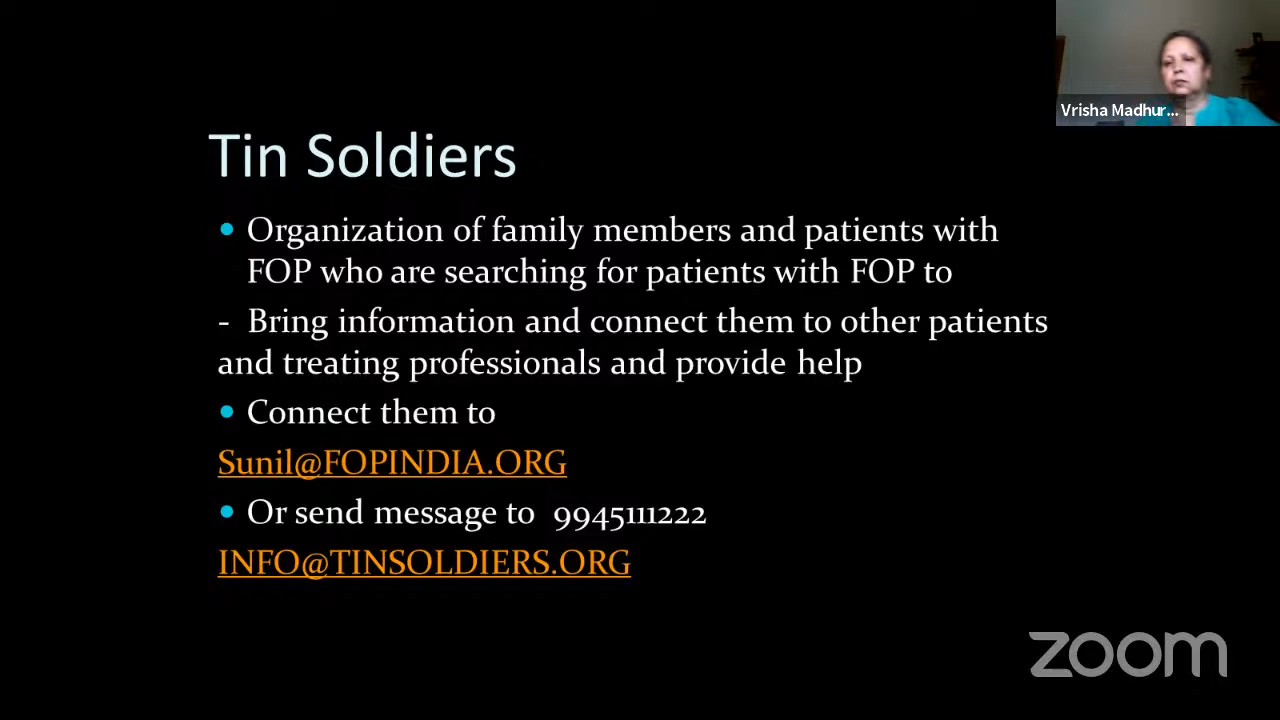 Vrisha Madhur...
Tin Soldiers
• Organization of family members and patients with
FOP who are searching for patients with FOP to
- Bring information and connect them to other patients
and treating professionals and provide help
• Connect them to
Sunil@FOPINDIA.ORG
• Or send message to 9945111222
INFO@TINSOLDIERS.ORG
zoom